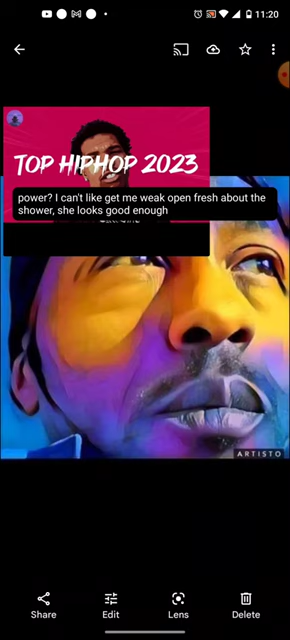 11:20
TOP HIPHOP 2023
power? I can't like get me weak open fresh about the
shower, she looks good enough
ARTISTO
Share
Edit
Lens
Delete